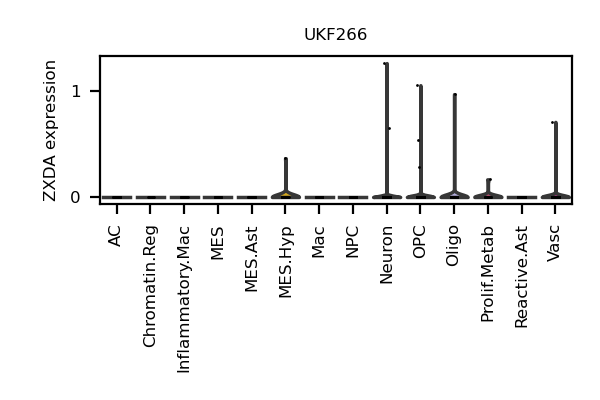 UKF266
ZXDA expression
1
0
AC
Chromatin.Reg
Inflammatory.Mac
MES
MES.Ast
MES.Hyp
Mac
NPC
Neuron
OPC
Oligo
Prolif.Metab
Reactive.Ast
Vasc